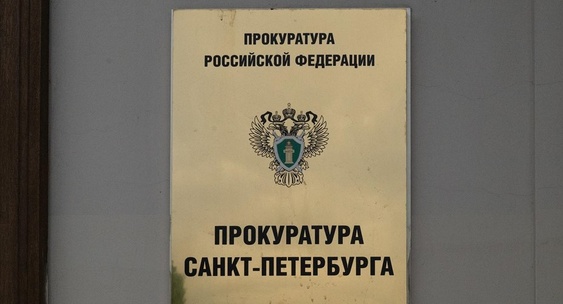 ПРОКУРАТУРА
РОССИЙСКОЙ ФЕДЕРАЦИИ
ПРОКУРАТУРА
САНКТ-ПЕТЕРБУРГА